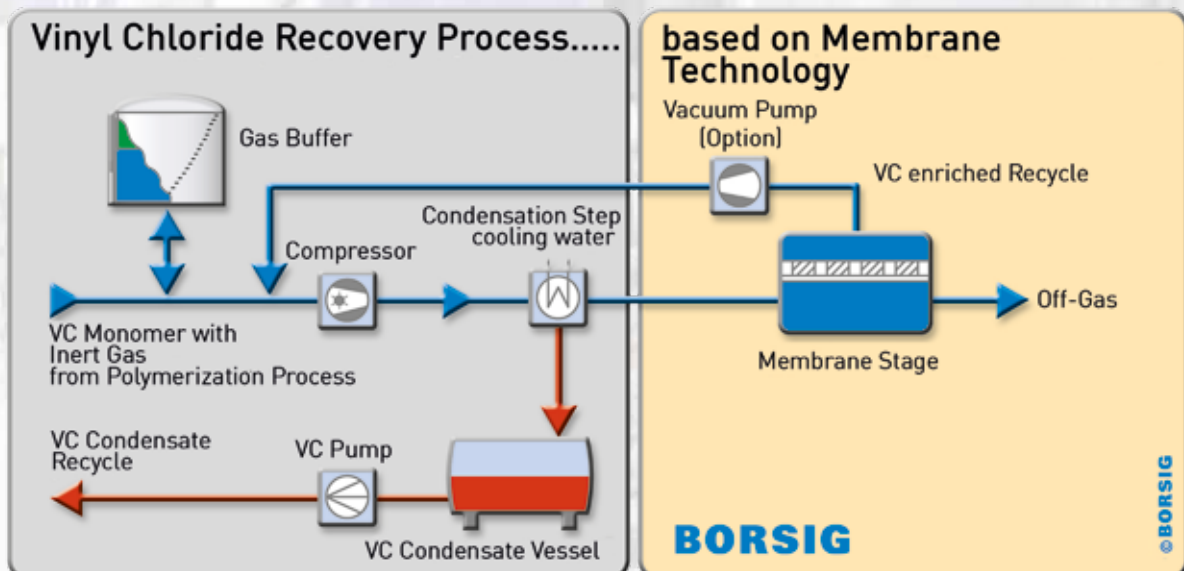 Vinyl Chloride Recovery Process.....
based on Membrane
Technology
Gas Buffer
Vacuum Pump
(Option)
VC enriched Recycle
Condensation Step
cooling water
Compressor
Off-Gas
VC Monomer with
Inert Gas
from Polymerization Process
Membrane Stage
VC Condensate
Recycle
VC Pump
VC Condensate Vessel
BORSIG
©BORSIG